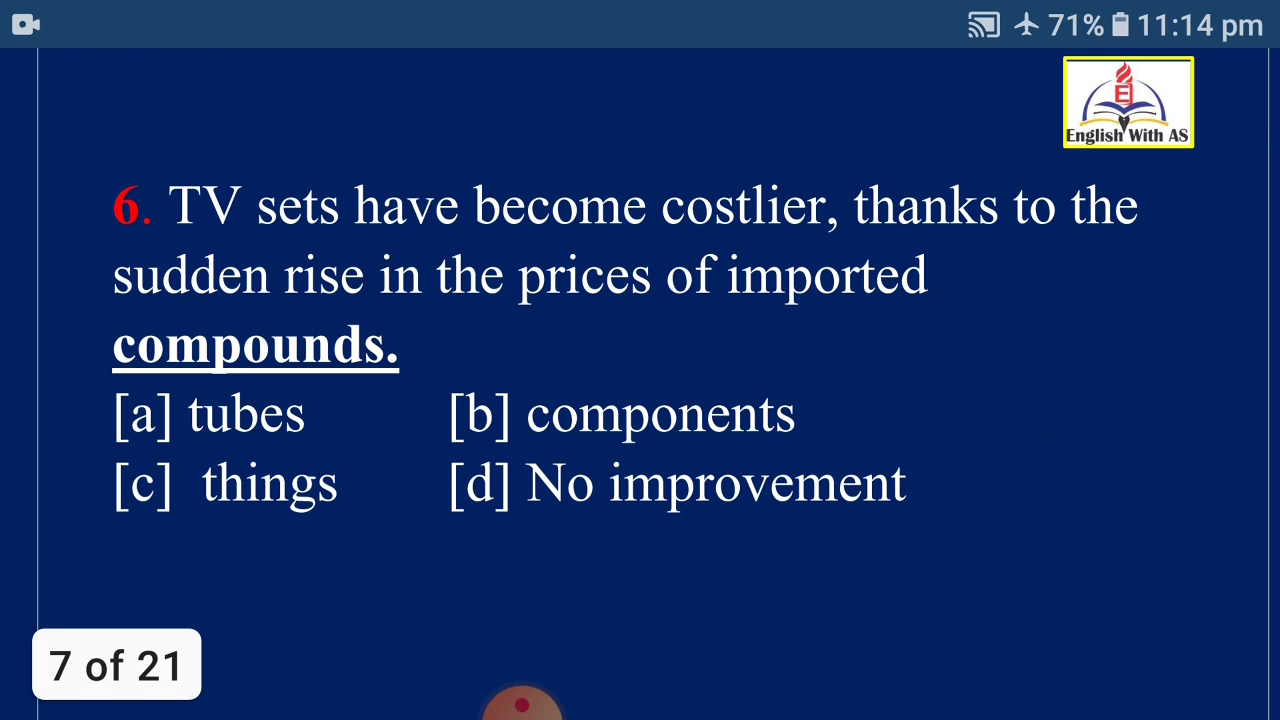 71% 11:14 pm
E
English With AS
6. TV sets have become costlier, thanks to the
sudden rise in the prices of imported
compounds.
[a] tubes [b] components
[c] things [d] No improvement
7 of 21